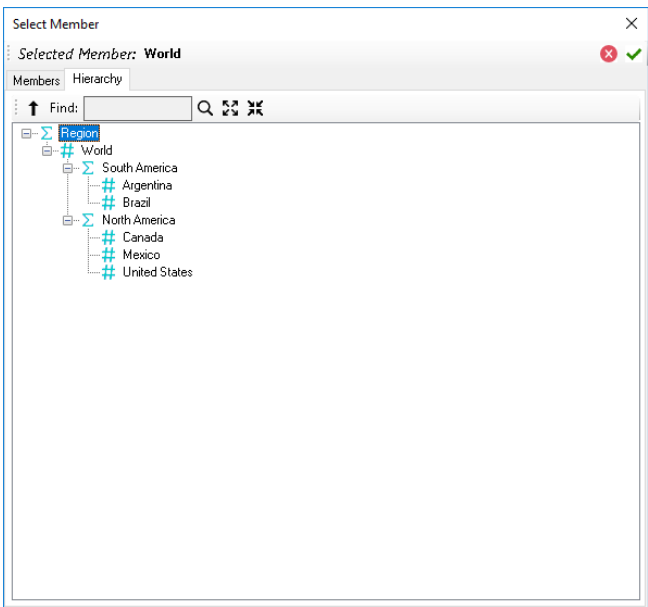 Select Member
Selected Member: World
Members Hierarchy
Find:
Region
World
South America
Argentina
Brazil
North America
Canada
Mexico
United States